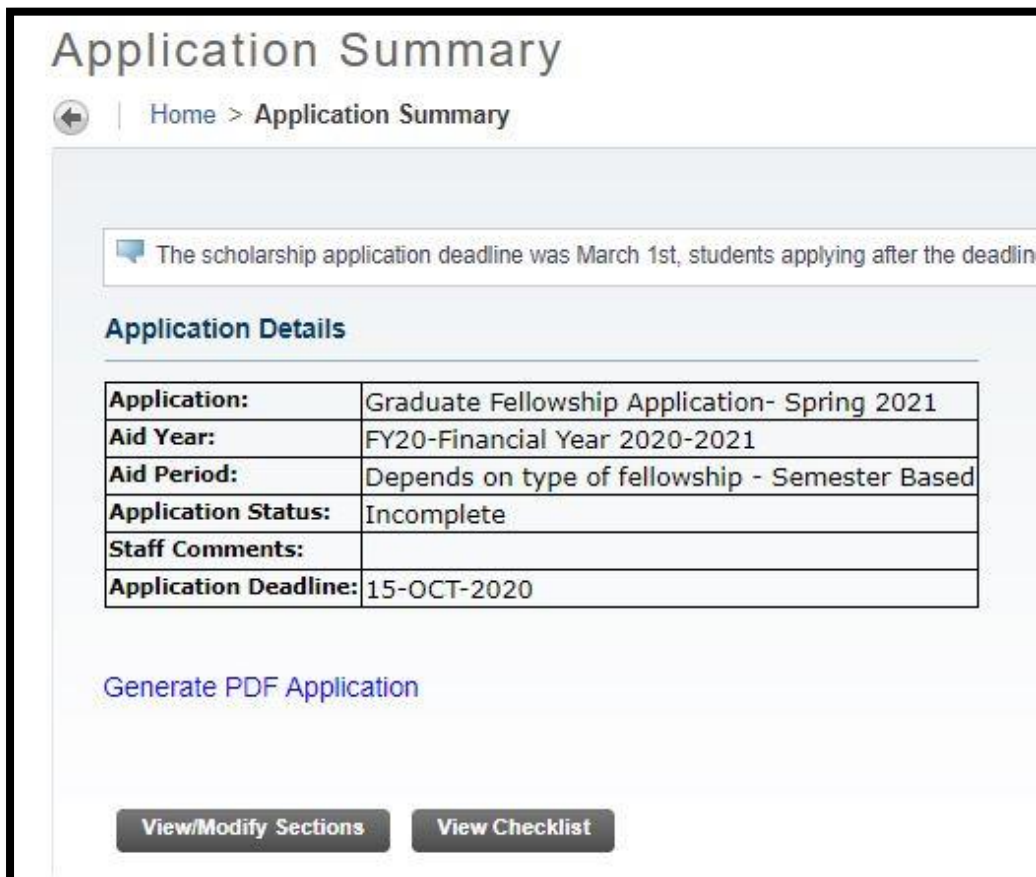 Application Summary
Home > Application Summary
The scholarship application deadline was March 1st, students applying after the
Application Details
Application: Graduate Fellowship Application- Spring 2021
Aid Year: FY20-Financial Year 2020-2021
Aid Period: Depends on type of fellowship - Semester Based
Application Status: Incomplete
Staff Comments:
Application Deadline: 15-OCT-2020
Generate PDF Application
View/Modify Sections View Checklist